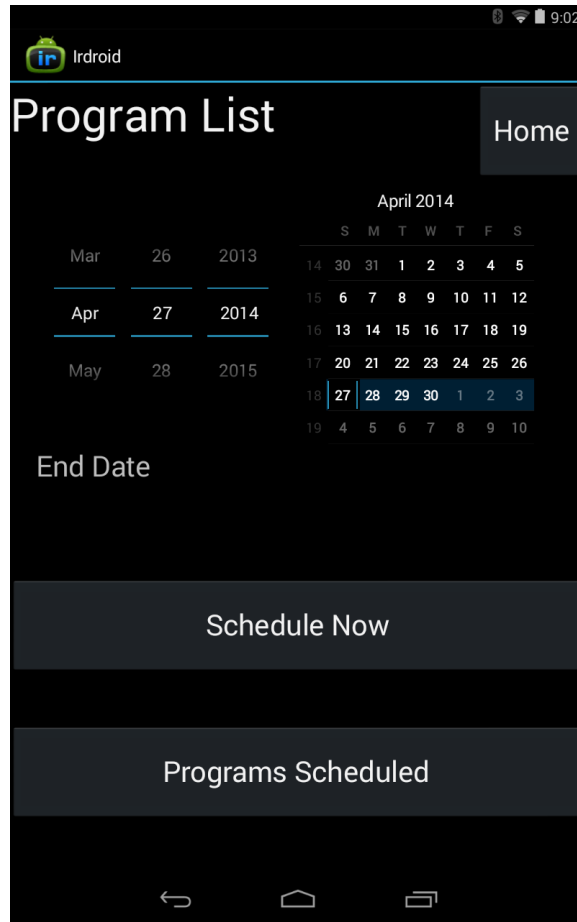 9:02
ir Irdroid
Program List
Home
Mar 26 2013
Apr 27 2014
May 28 2015
April 2014
S M T W T F S
14 30 31 1 2 3 4 5
15 6 7 8 9 10 11 12
16 13 14 15 16 17 18 19
17 20 21 22 23 24 25 26
18 27 28 29 30 1 2 3
19 4 5 6 7 8 9 10
End Date
Schedule Now
Programs Scheduled